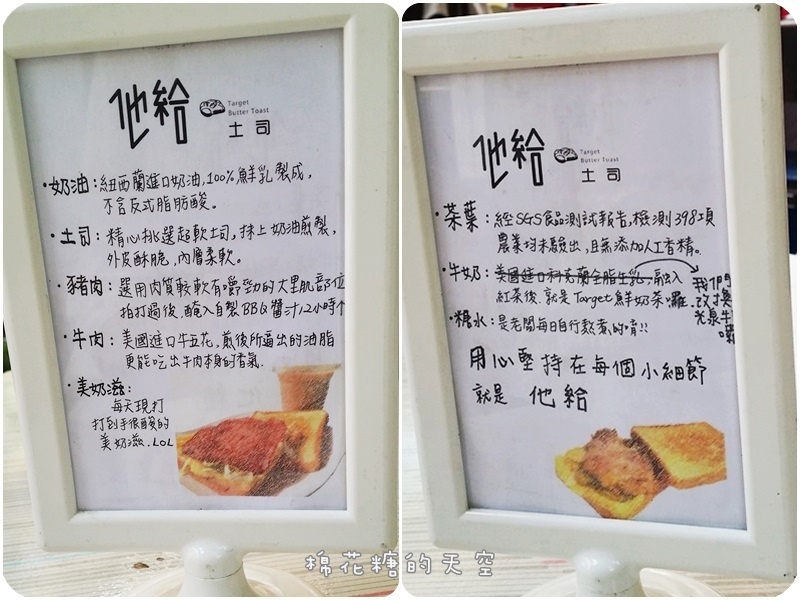 他給
Target
Butter Toast
土司
•奶油：紐西蘭進口奶油,100%鮮乳製成,
不含反式脂肪酸。
•土司：精心挑選超軟土司,抹上奶油煎製,
外皮酥脆,內層柔軟。
•豬肉：選用肉質較軟有嚼勁的大里肌部位
拍打過後,醃入自製BBQ醬汁12小時
•牛肉：美國進口牛五花,煎後所逼出的油脂
更能吃出牛肉本身的香氣.
•美奶滋：
每天現打
打到手很酸的
美奶滋.LOL
他給
Target
Butter Toast
土司
•茶葉：經SGS食品測試報告,檢測398項
農業均未驗出,且無添加人工香精。
•牛奶：美國進口科克蘭全脂生乳,融入
紅茶後.就是Target鮮奶茶囉.
我們
改換
光泉牛
囉
•糖水：是老闆每日自行熬煮的唷!!
用心堅持在每個小細節
就是 他給
棉花糖的天空